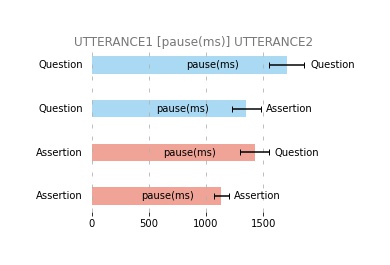 UTTERANCE1 [pause(ms)] UTTERANCE2
Question pause(ms) Question
Question pause(ms) Assertion
Assertion pause(ms) Question
Assertion pause(ms) Assertion
0 500 1000 1500